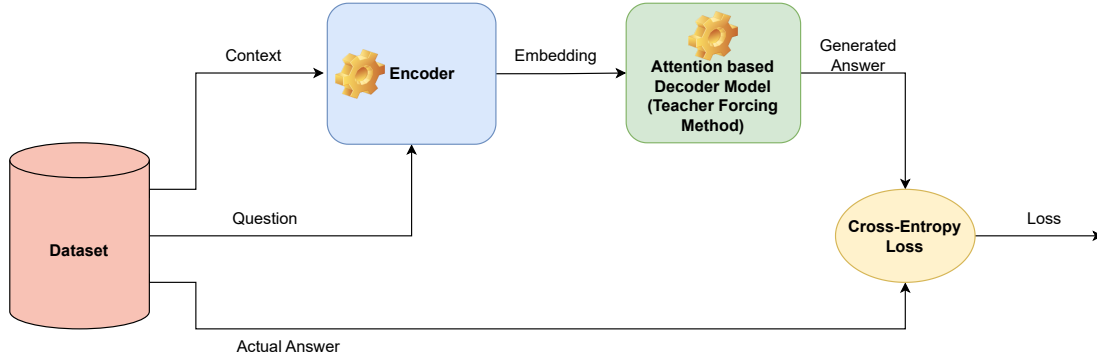 Context
Encoder
Embedding
Attention based
Decoder Model
(Teacher Forcing
Method)
Generated
Answer
Dataset
Question
Actual Answer
Cross-Entropy
Loss
Loss